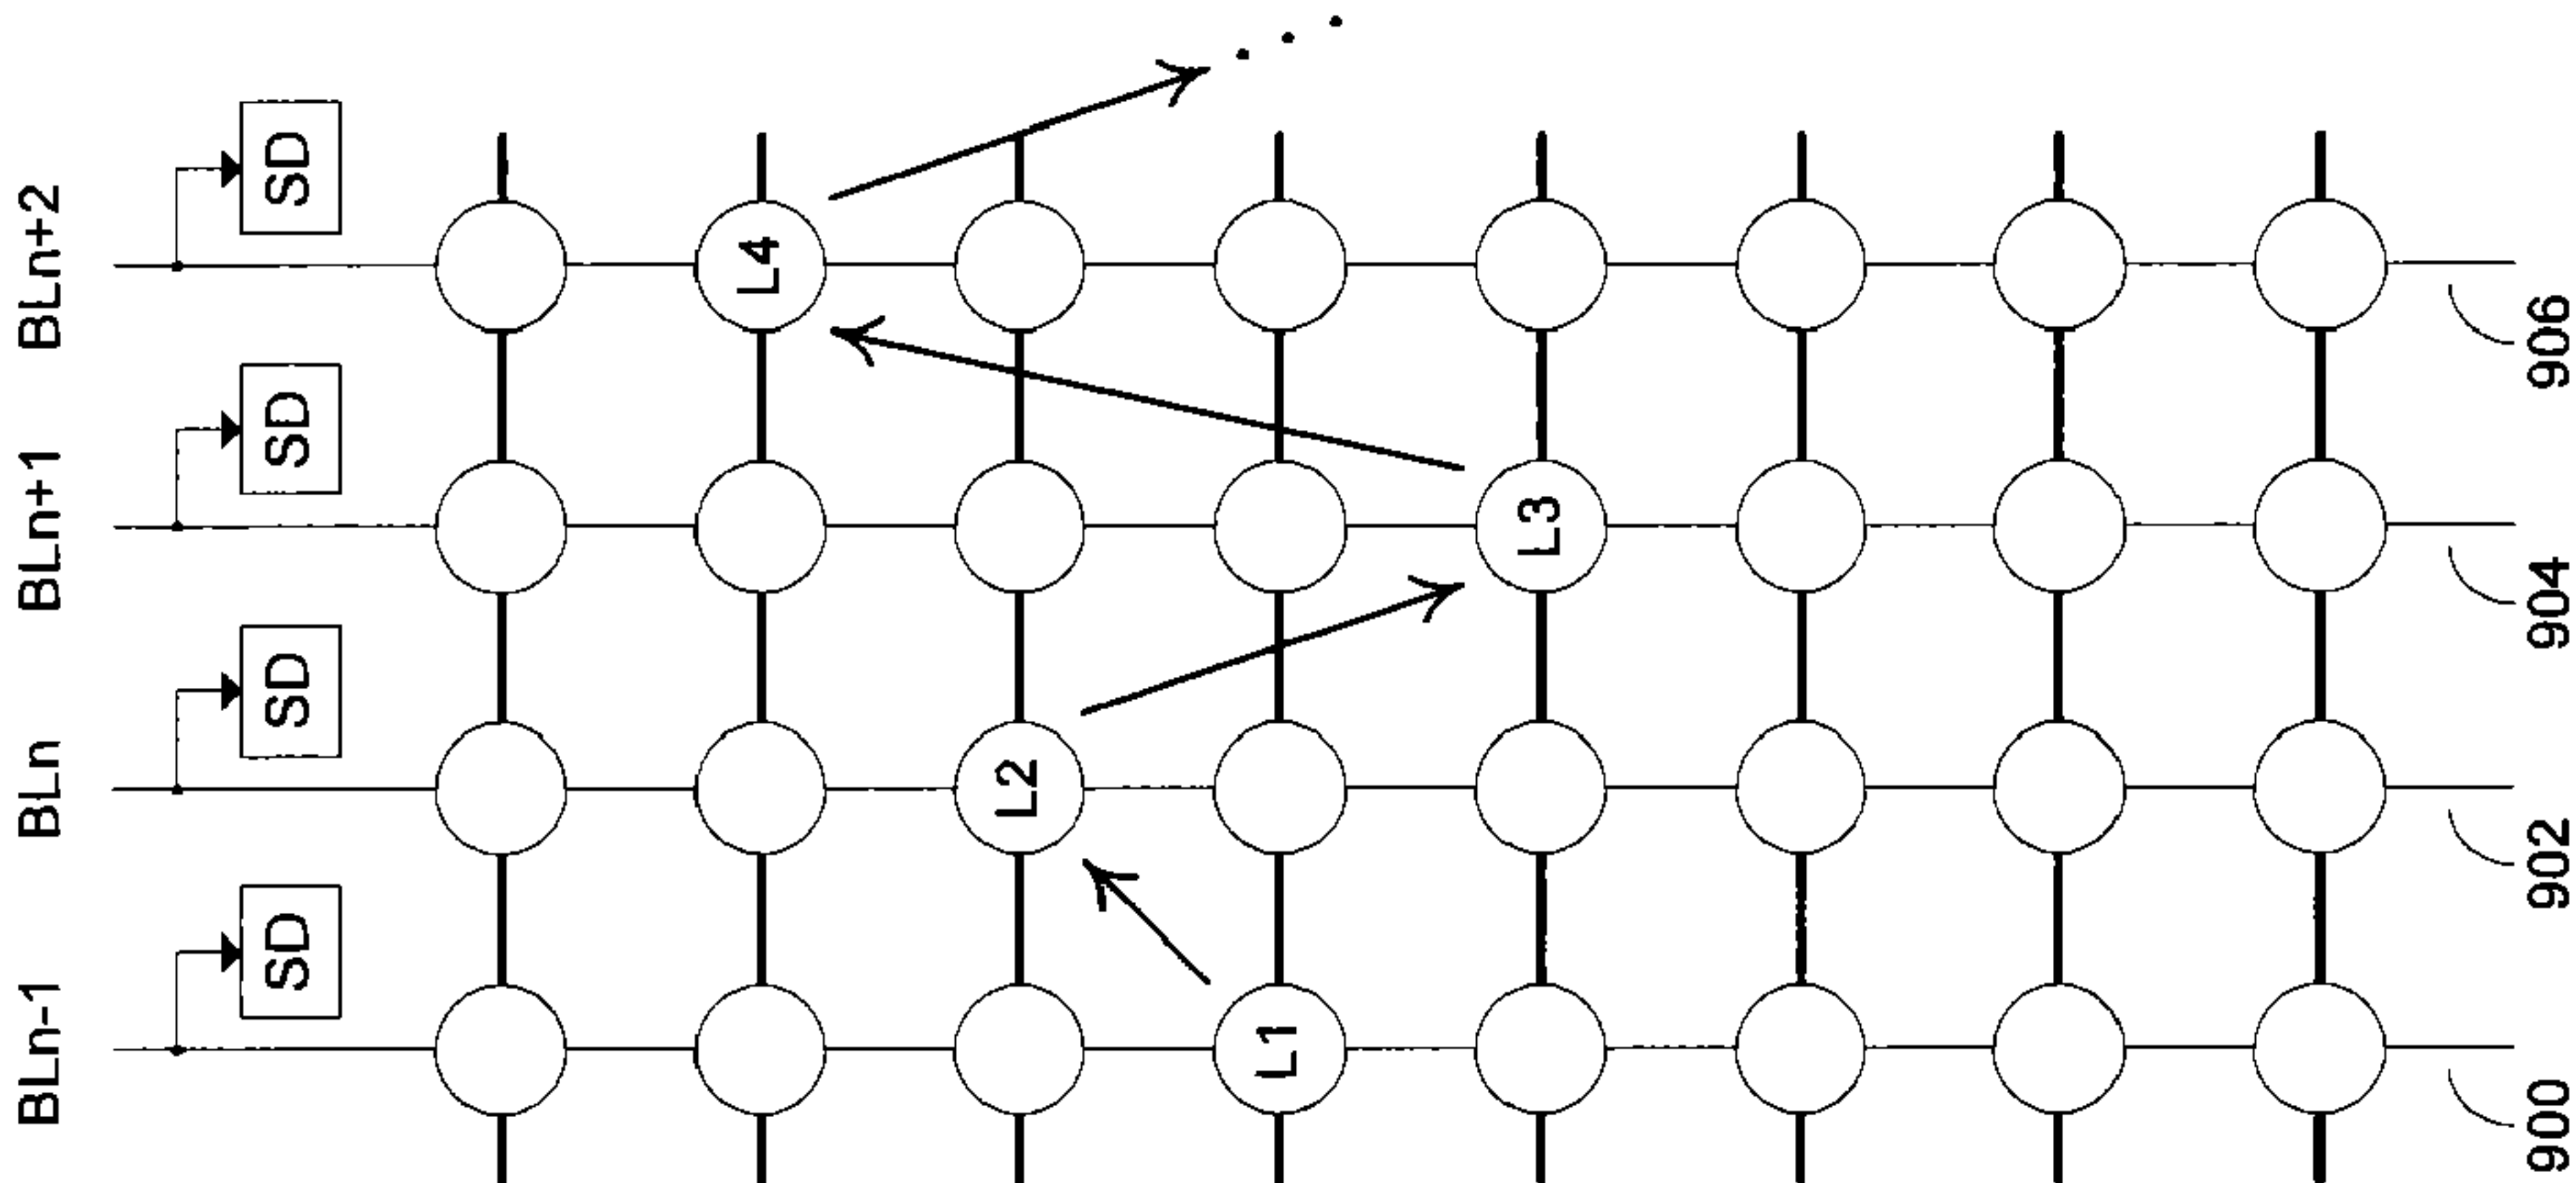 BLn-1 BLn BLn+1 BLn+2
SD SD SD SD
L4
L2
L1
L3
900 902 904 906